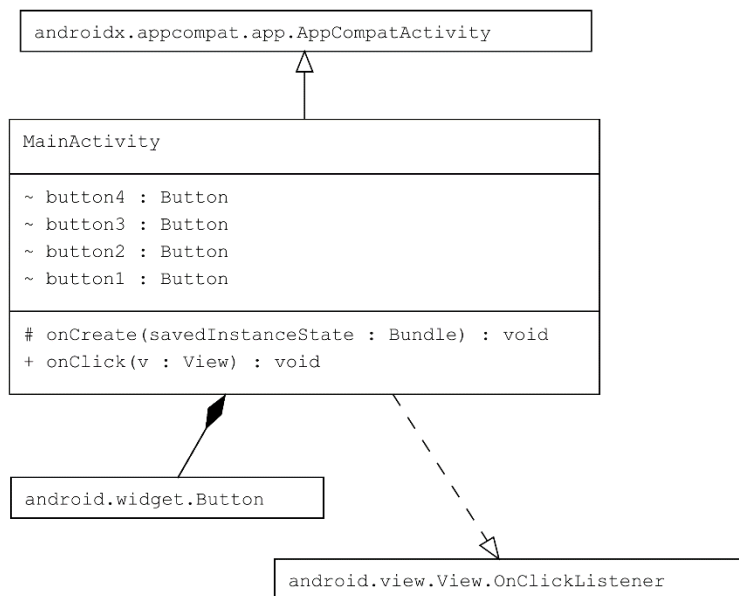 androidx.appcompat.app.AppCompatActivity
MainActivity
~ button4 : Button
~ button3 : Button
~ button2 : Button
~ button1 : Button
# onCreate(savedInstanceState : Bundle) : void
+ onClick(v : View) : void
android.widget.Button
android.view.View.OnClickListener